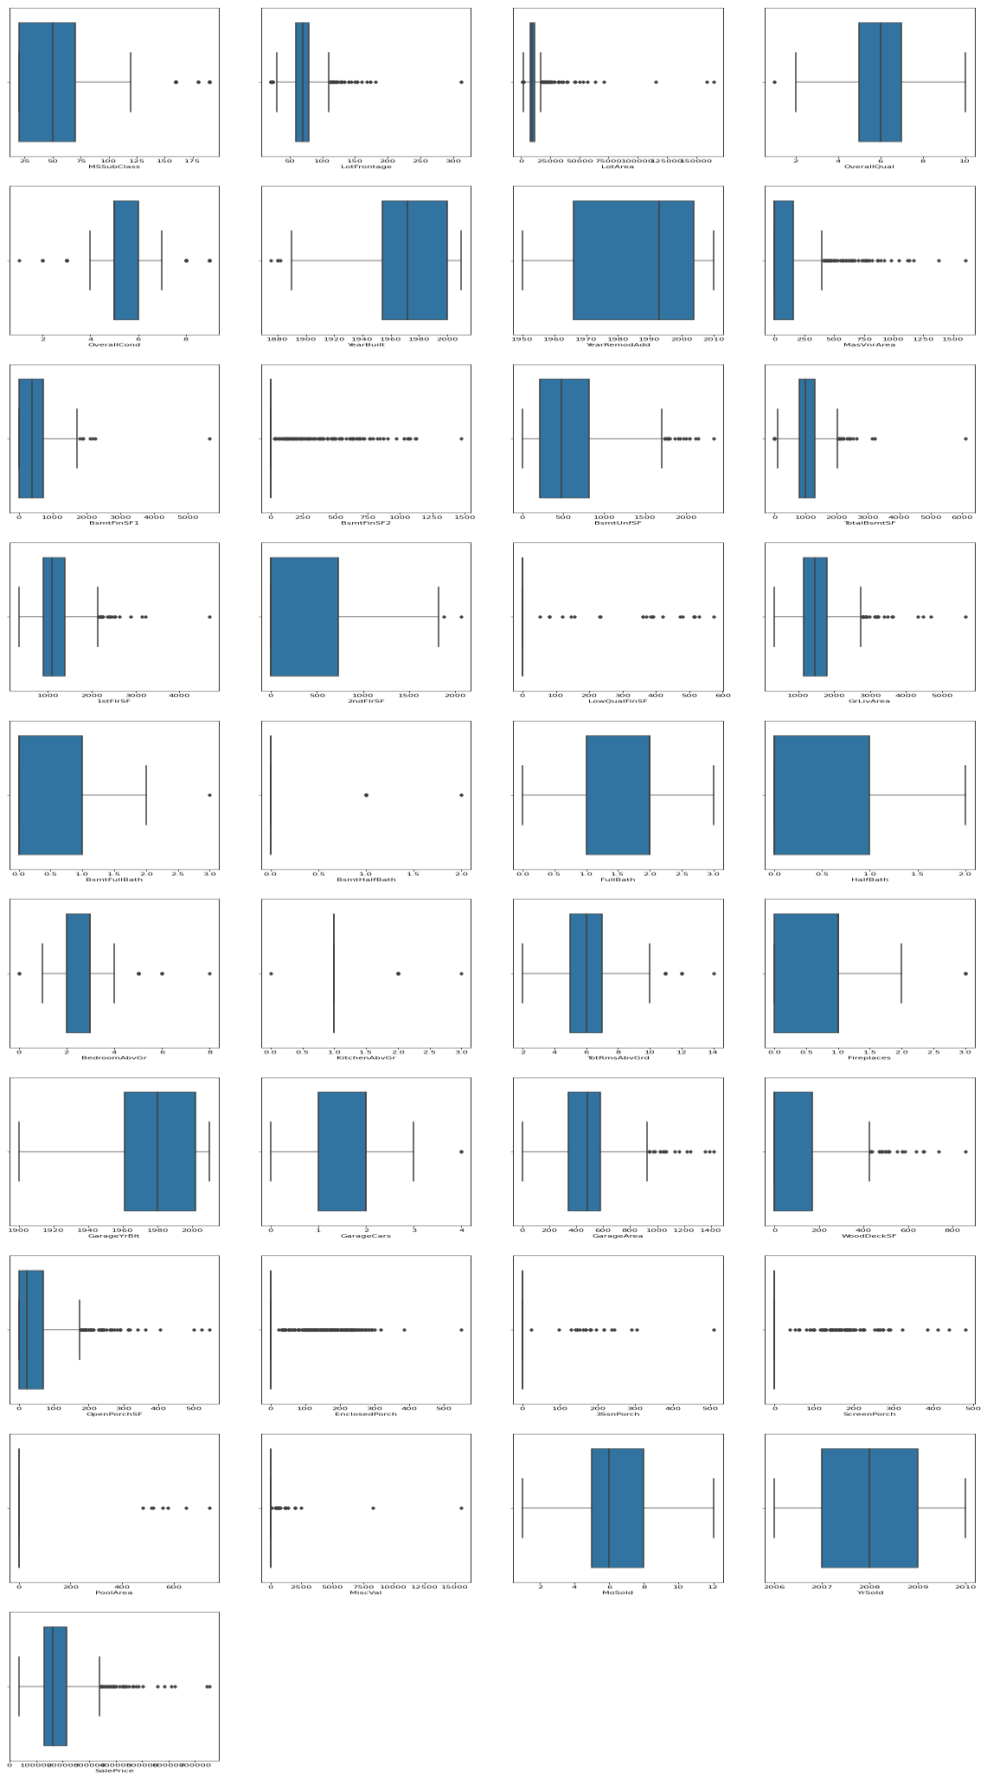 25 50 75 100 125 150 175
MSSubClass
50 100 150 200 250 300
LotFrontage
0 25000 50000 75000 100000 125000 150000
LotArea
2 4 6 8 10
OverallQual
2 4 6 8
OverallCond
1880 1900 1920 1940 1960 1980 2000
YearBuilt
1950 1960 1970 1980 1990 2000 2010
YearRemodAdd
0 250 500 750 1000 1250 1500
MasVnrArea
0 1000 2000 3000 4000 5000
BsmtFinSF1
0 250 500 750 1000 1250 1500
BsmtFinSF2
0 500 1000 1500 2000
BsmtUnfSF
0 1000 2000 3000 4000 5000 6000
TotalBsmtSF
1000 2000 3000 4000
1stFlrSF
0 500 1000 1500 2000
2ndFlrSF
0 100 200 300 400 500 600
LowQualFinSF
1000 2000 3000 4000 5000
GrLivArea
0.0 0.5 1.0 1.5 2.0 2.5 3.0
BsmtFullBath
0.0 0.5 1.0 1.5 2.0
BsmtHalfBath
0.0 0.5 1.0 1.5 2.0 2.5 3.0
FullBath
0.0 0.5 1.0 1.5 2.0
HalfBath
0 2 4 6 8
BedroomAbvGr
0.0 0.5 1.0 1.5 2.0 2.5 3.0
KitchenAbvGr
2 4 6 8 10 12 14
TotRmsAbvGrd
0.0 0.5 1.0 1.5 2.0 2.5 3.0
Fireplaces
1900 1920 1940 1960 1980 2000
GarageYrBlt
0 1 2 3 4
GarageCars
0 200 400 600 800 1000 1200 1400
GarageArea
0 200 400 600 800
WoodDeckSF
0 100 200 300 400 500
OpenPorchSF
0 100 200 300 400 500
EnclosedPorch
0 100 200 300 400 500
3SsnPorch
0 100 200 300 400 500
ScreenPorch
0 200 400 600
PoolArea
0 2500 5000 7500 10000 12500 15000
MiscVal
2 4 6 8 10 12
MoSold
2006 2007 2008 2009 2010
YrSold
0 100000 200000 300000 400000 500000 600000 700000
SalePrice